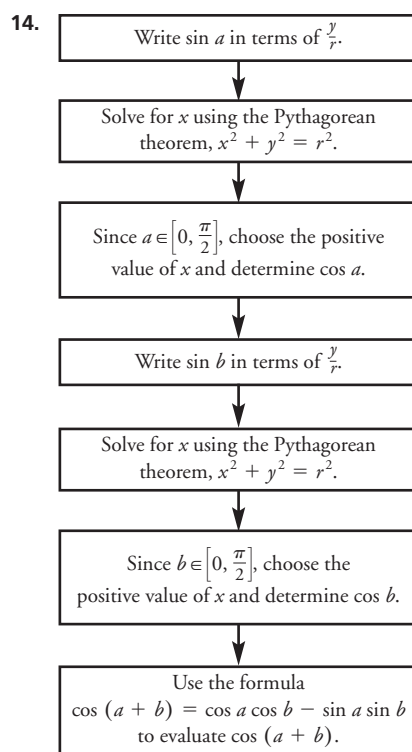 14.
Write sin a in terms of y/r.
Solve for x using the Pythagorean
theorem, x² + y² = r².
Since a ∈ [0, π/2], choose the positive
value of x and determine cos a.
Write sin b in terms of y/r.
Solve for x using the Pythagorean
theorem, x² + y² = r².
Since b ∈ [0, π/2], choose the
positive value of x and determine cos b.
Use the formula
cos (a + b) = cos a cos b − sin a sin b
to evaluate cos (a + b).